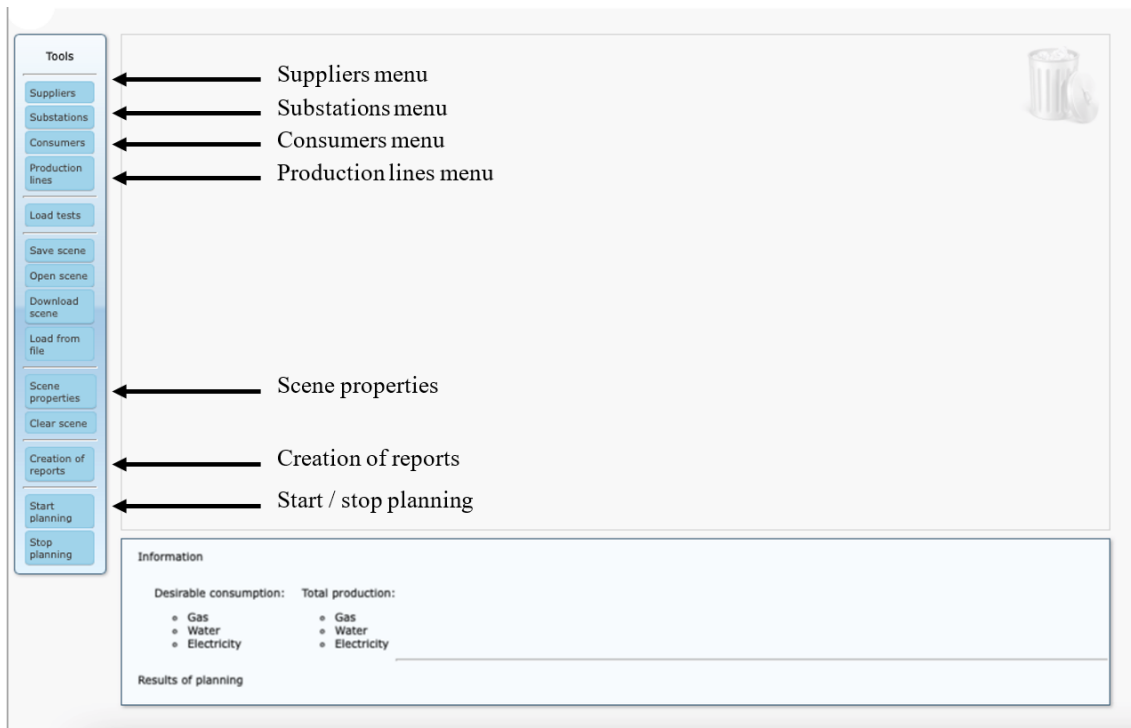 Tools
Suppliers
Substations
Consumers
Production
lines
Load tests
Save scene
Open scene
Download
scene
Load from
file
Scene
properties
Clear scene
Creation of
reports
Start
planning
Stop
planning
Suppliers menu
Substations menu
Consumers menu
Production lines menu
Scene properties
Creation of reports
Start / stop planning
Information
Desirable consumption:
Gas
Water
Electricity
Total production:
Gas
Water
Electricity
Results of planning